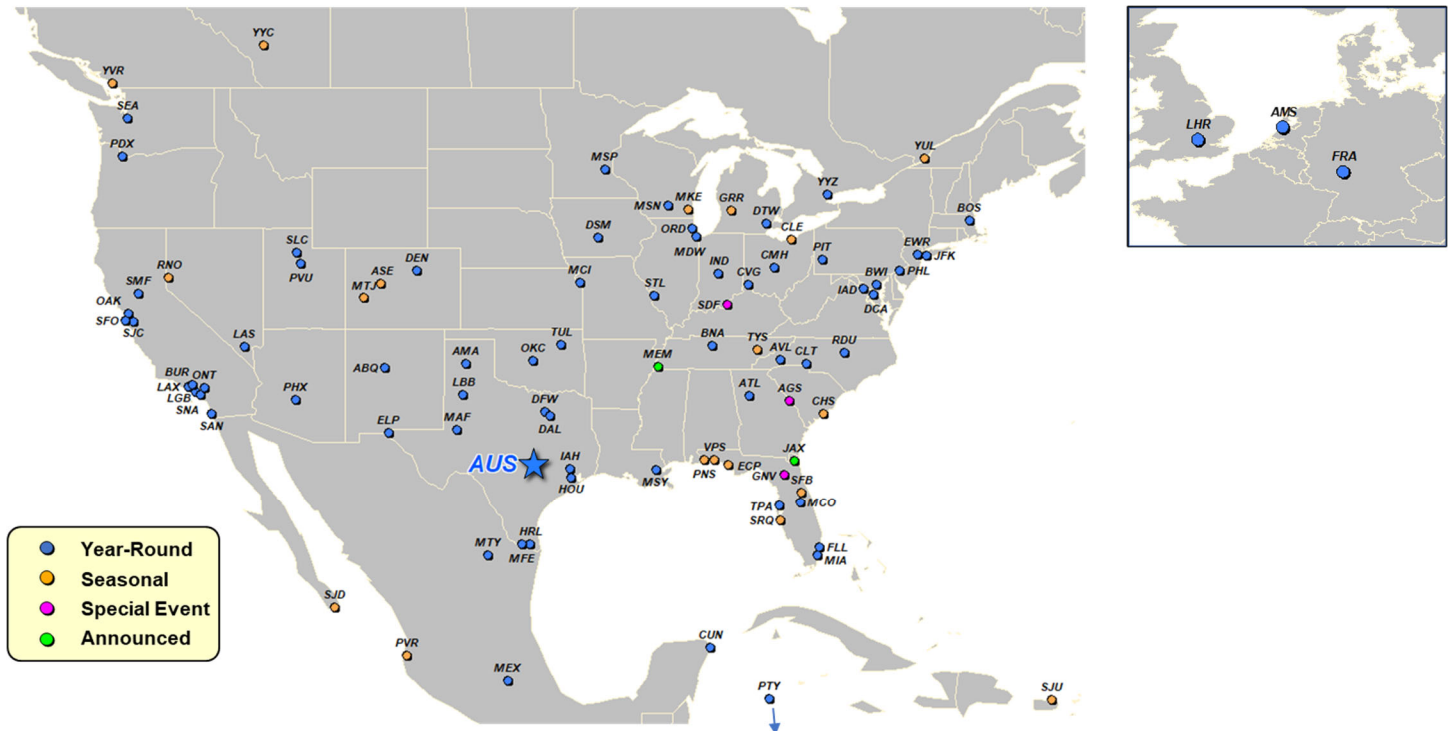 YYC
YVR
SEA
PDX
MSP
YUL
YYZ
MSN
MKE
GRR
DTW
BOS
ORD
MDW
CLE
DSM
SLC
PVU
DEN
ASE
MTJ
RNO
SMF
OAK
SFO
SJC
LAS
MCI
STL
IND
CVG
CMH
PIT
EWR
JFK
PHL
BWI
IAD
DCA
SDF
BUR
ONT
LAX
LGB
SNA
SAN
PHX
ABQ
ELP
AMA
LBB
MAF
OKC
TUL
DFW
DAL
MEM
BNA
TYS
AVL
CLT
RDU
ATL
AGS
CHS
AUS
IAH
HOU
MSY
PNS
VPS
ECP
JAX
GNV
SFB
MCO
TPA
SRQ
FLL
MIA
MTY
HRL
MFE
SJD
PVR
MEX
CUN
PTY
SJU
LHR
AMS
FRA
Year-Round
Seasonal
Special Event
Announced